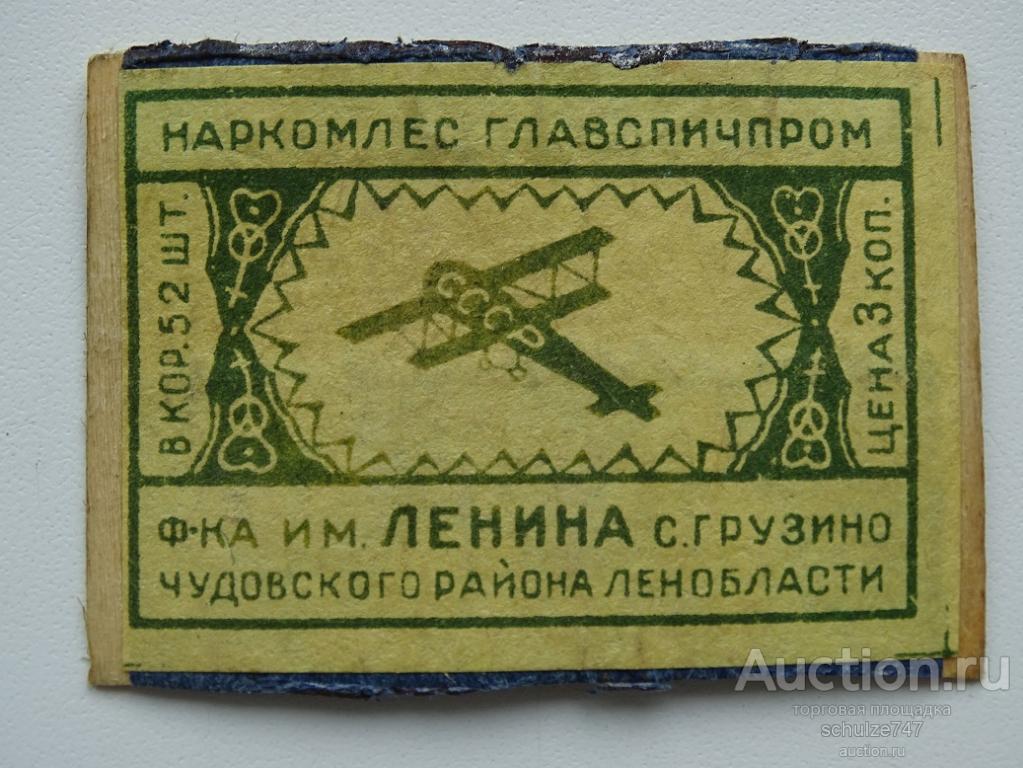 НАРКОМЛЕС ГЛАВСПИЧПРОМ
В КОР. 52 ШТ.
СССР
ЦЕНА 3 КОП.
Ф-КА ИМ. ЛЕНИНА С. ГРУЗИНО
ЧУДОВСКОГО РАЙОНА ЛЕНОБЛАСТИ
Auction.ru
торговая площадка
schulze747
auction.ru